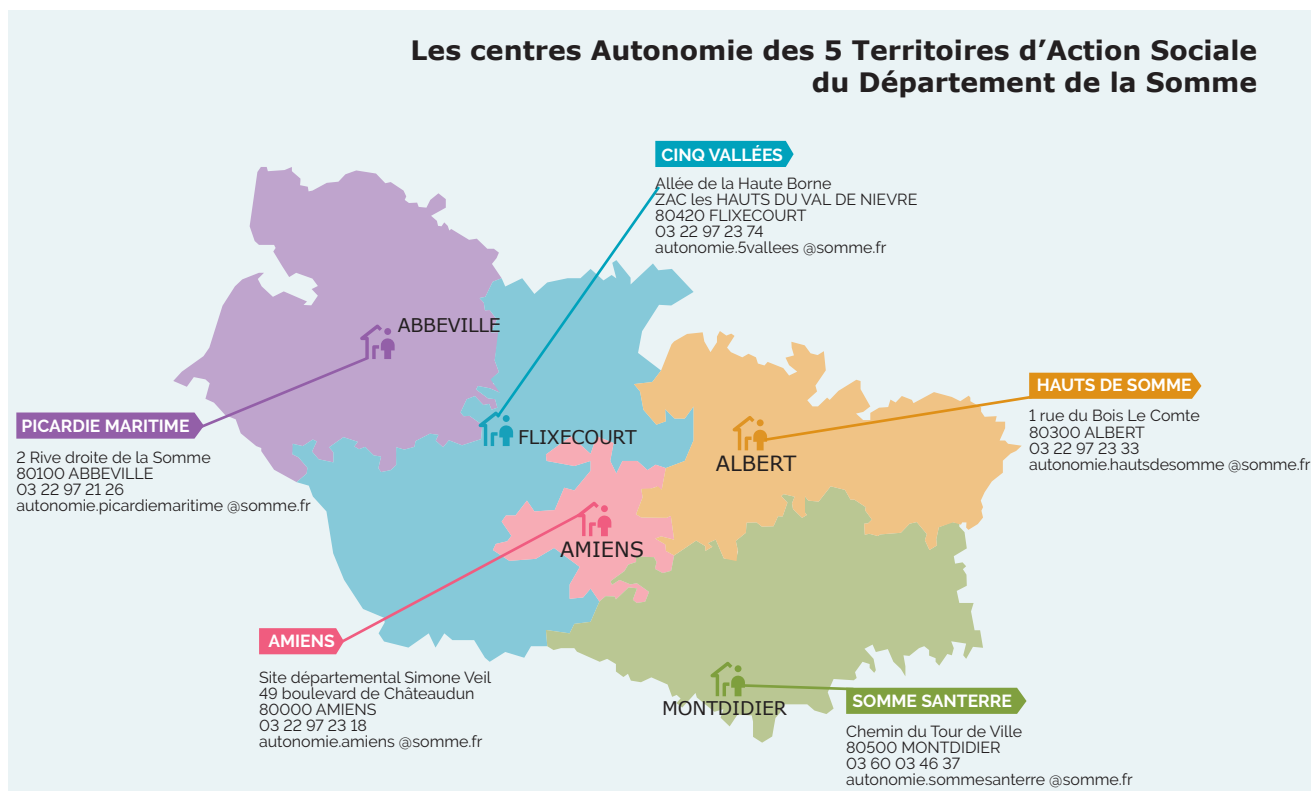 Les centres Autonomie des 5 Territoires d’Action Sociale
du Département de la Somme
CINQ VALLÉES
Allée de la Haute Borne
ZAC les HAUTS DU VAL DE NIEVRE
80420 FLIXECOURT
03 22 97 23 74
autonomie.5vallees @somme.fr
ABBEVILLE
HAUTS DE SOMME
1 rue du Bois Le Comte
80300 ALBERT
03 22 97 23 33
autonomie.hautsdesomme @somme.fr
PICARDIE MARITIME
2 Rive droite de la Somme
80100 ABBEVILLE
03 22 97 21 26
autonomie.picardiemaritime @somme.fr
FLIXECOURT
ALBERT
AMIENS
AMIENS
Site départemental Simone Veil
49 boulevard de Châteaudun
80000 AMIENS
03 22 97 23 18
autonomie.amiens @somme.fr
MONTDIDIER
SOMME SANTERRE
Chemin du Tour de Ville
80500 MONTDIDIER
03 60 03 46 37
autonomie.sommesanterre @somme.fr